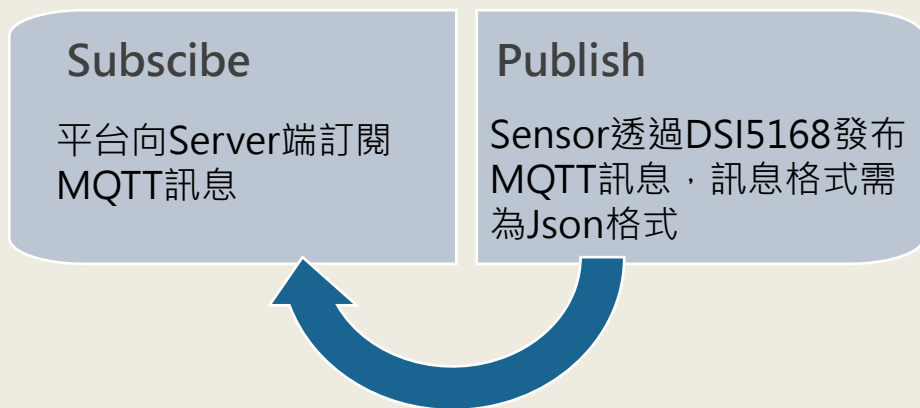 Subscibe
平台向Server端訂閱
MQTT訊息
Publish
Sensor透過DSI5168發布
MQTT訊息，訊息格式需
為Json格式